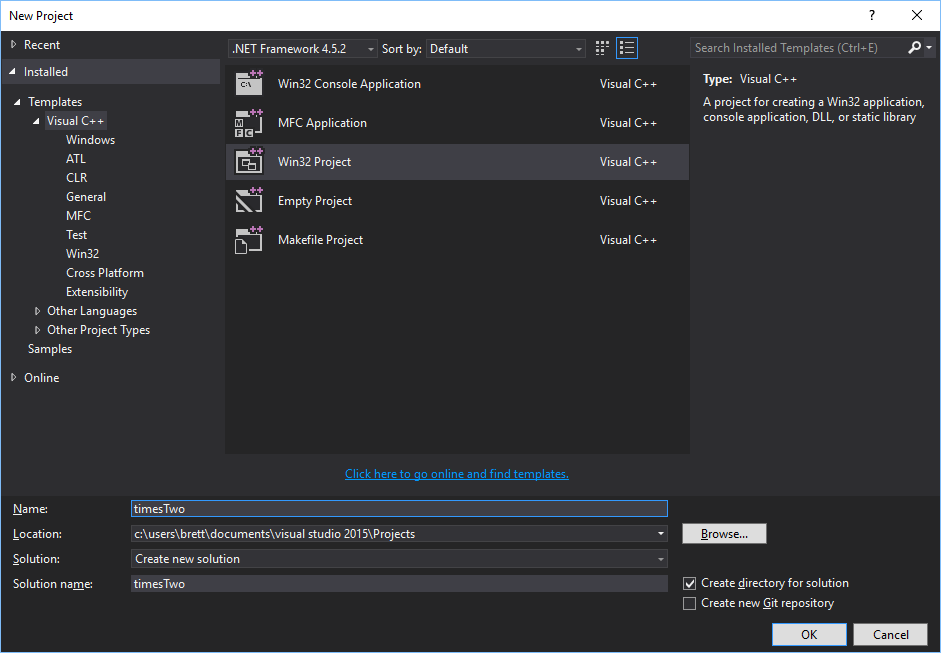 New Project
?
Recent
Installed
Templates
Visual C++
Windows
ATL
CLR
General
MFC
Test
Win32
Cross Platform
Extensibility
Other Languages
Other Project Types
Samples
Online
.NET Framework 4.5.2
Sort by: Default
C:\ Win32 Console Application Visual C++
MFC MFC Application Visual C++
Win32 Project Visual C++
Empty Project Visual C++
Makefile Project Visual C++
Click here to go online and find templates.
Search Installed Templates (Ctrl+E)
Type: Visual C++
A project for creating a Win32 application,
console application, DLL, or static library
Name: timesTwo
Location: c:\users\brett\documents\visual studio 2015\Projects
Browse...
Solution: Create new solution
Solution name: timesTwo
Create directory for solution
Create new Git repository
OK
Cancel